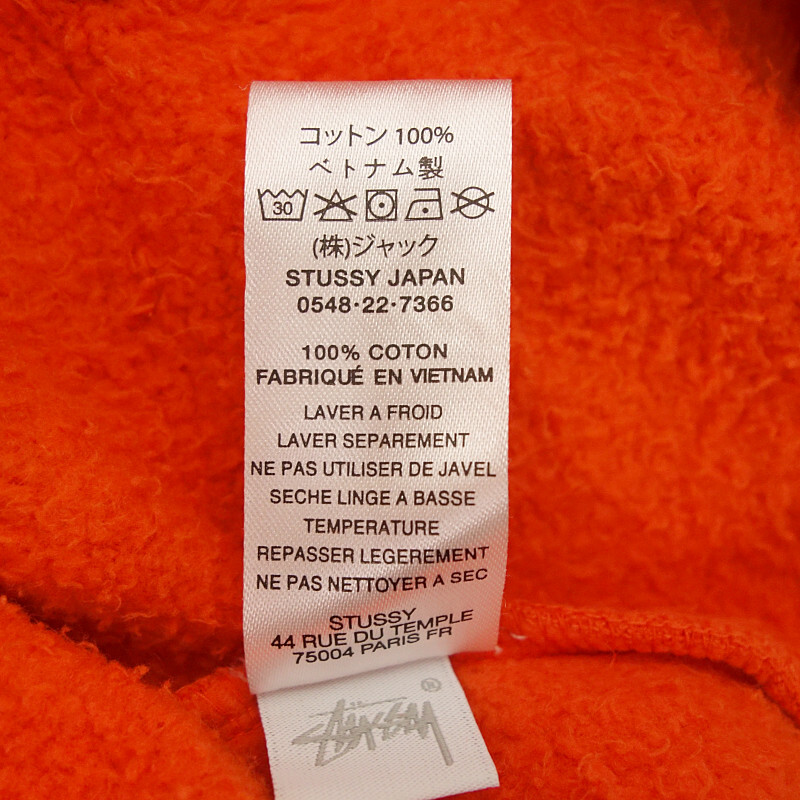 コットン 100%
ベトナム製
30
(株)ジャック
STUSSY JAPAN
0548·22·7366
100% COTON
FABRIQUÉ EN VIETNAM
LAVER A FROID
LAVER SEPAREMENT
NE PAS UTILISER DE JAVEL
SECHE LINGE A BASSE
TEMPERATURE
REPASSER LEGEREMENT
NE PAS NETTOYER A SEC
STUSSY
44 RUE DU TEMPLE
75004 PARIS FR
STÜSSY ®